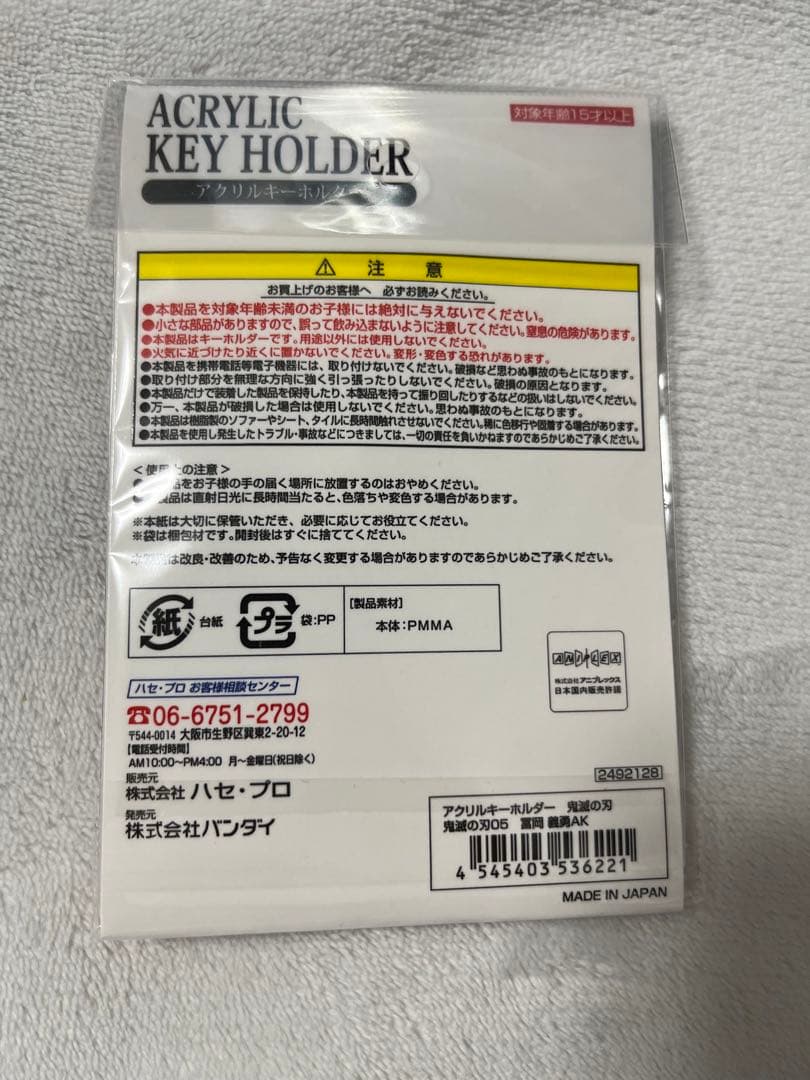 ACRYLIC
KEY HOLDER
アクリルキーホルダ
対象年齢15才以上
⚠ 注 意
お買上げのお客様へ 必ずお読みください。
●本製品を対象年齢未満のお子様には絶対に与えないでください。
●小さな部品がありますので、誤って飲み込まないように注意してください。窒息の危険があります。
●本製品はキーホルダーです。用途以外には使用しないでください。
●火気に近づけたり近くに置かないでください。変形・変色する恐れがあります。
●本製品を携帯電話等電子機器には、取り付けないでください。破損など思わぬ事故のもとになります。
●取り付け部分を無理な方向に強く引っ張ったりしないでください。破損の原因となります。
●本製品だけで装着した製品を保持したり、本製品を持って振り回したりするなどの扱いはしないでください。
●万一、本製品が破損した場合は使用しないでください。思わぬ事故のもとになります。
●本製品は樹脂製のソファーやシート、タイルに長時間触れさせないでください。稀に色移行や固着する場合があります。
●本製品を使用し発生したトラブル・事故などにつきましては、一切の責任を負いかねますのであらかじめご了承ください。
<使用上の注意>
●品をお子様の手の届く場所に放置するのはおやめください。
製品は直射日光に長時間当たると、色落ちや変色する場合があります。
※本紙は大切に保管いただき、必要に応じてお役立てください。
※袋は梱包材です。開封後はすぐに捨ててください。
は改良・改善のため、予告なく変更する場合がありますのであらかじめご了承ください。
紙 台紙 プラ 袋:PP
[製品素材]
本体:PMMA
ANIPLEX
株式会社アニプレックス
日本国内販売許諾
ハセ・プロ お客様相談センター
☎06-6751-2799
〒544-0014 大阪市生野区巽東2-20-12
【電話受付時間】
AM10:00〜PM4:00 月〜金曜日(祝日除く)
販売元
株式会社 ハセ・プロ
発売元
株式会社バンダイ
2492128
アクリルキーホルダー 鬼滅の刃
鬼滅の刃05 冨岡 義勇AK
4 545403 536221
MADE IN JAPAN